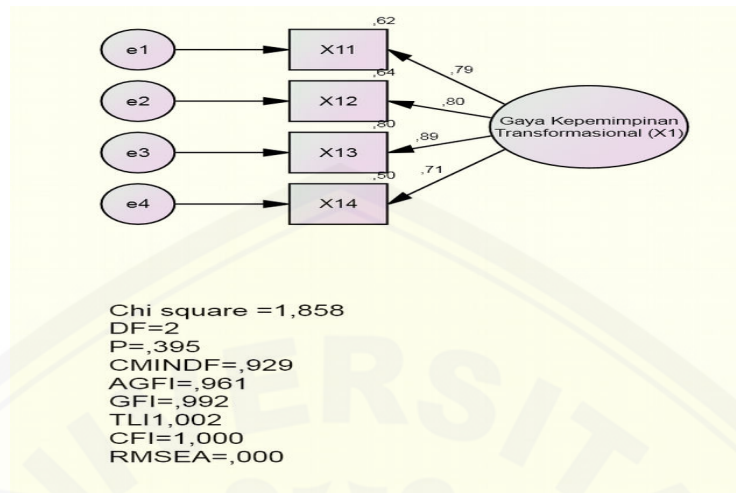 ,62
e1
X11
,79
,64
e2
X12
,80
Gaya Kepemimpinan
Transformasional (X1)
,80
e3
X13
,89
,50
,71
e4
X14
Chi square =1,858
DF=2
P=,395
CMINDF=,929
AGFI=,961
GFI=,992
TLI1,002
CFI=1,000
RMSEA=,000